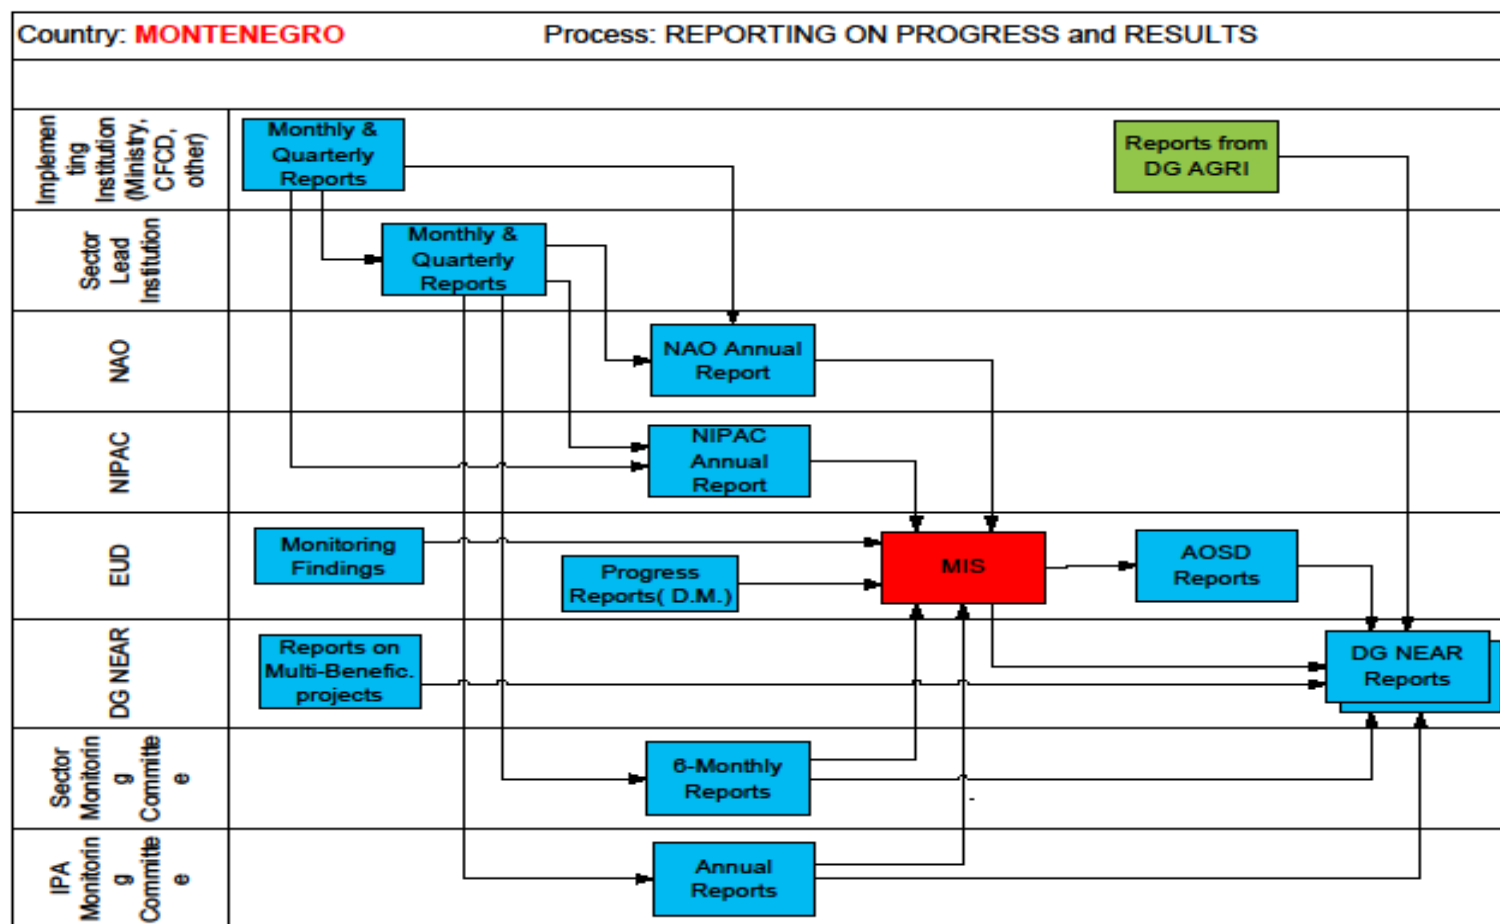 Country: MONTENEGRO
Process: REPORTING ON PROGRESS and RESULTS
Implemen
ting
Institution
(Ministry,
CFCD,
other)
Monthly &
Quarterly
Reports
Reports from
DG AGRI
Sector
Lead
Institution
Monthly &
Quarterly
Reports
NAO
NAO Annual
Report
NIPAC
NIPAC
Annual
Report
EUD
Monitoring
Findings
Progress
Reports( D.M.)
MIS
AOSD
Reports
DG NEAR
Reports on
Multi-Benefic.
projects
DG NEAR
Reports
Sector
Monitorin
g
Committe
e
6-Monthly
Reports
IPA
Monitorin
g
Committe
e
Annual
Reports